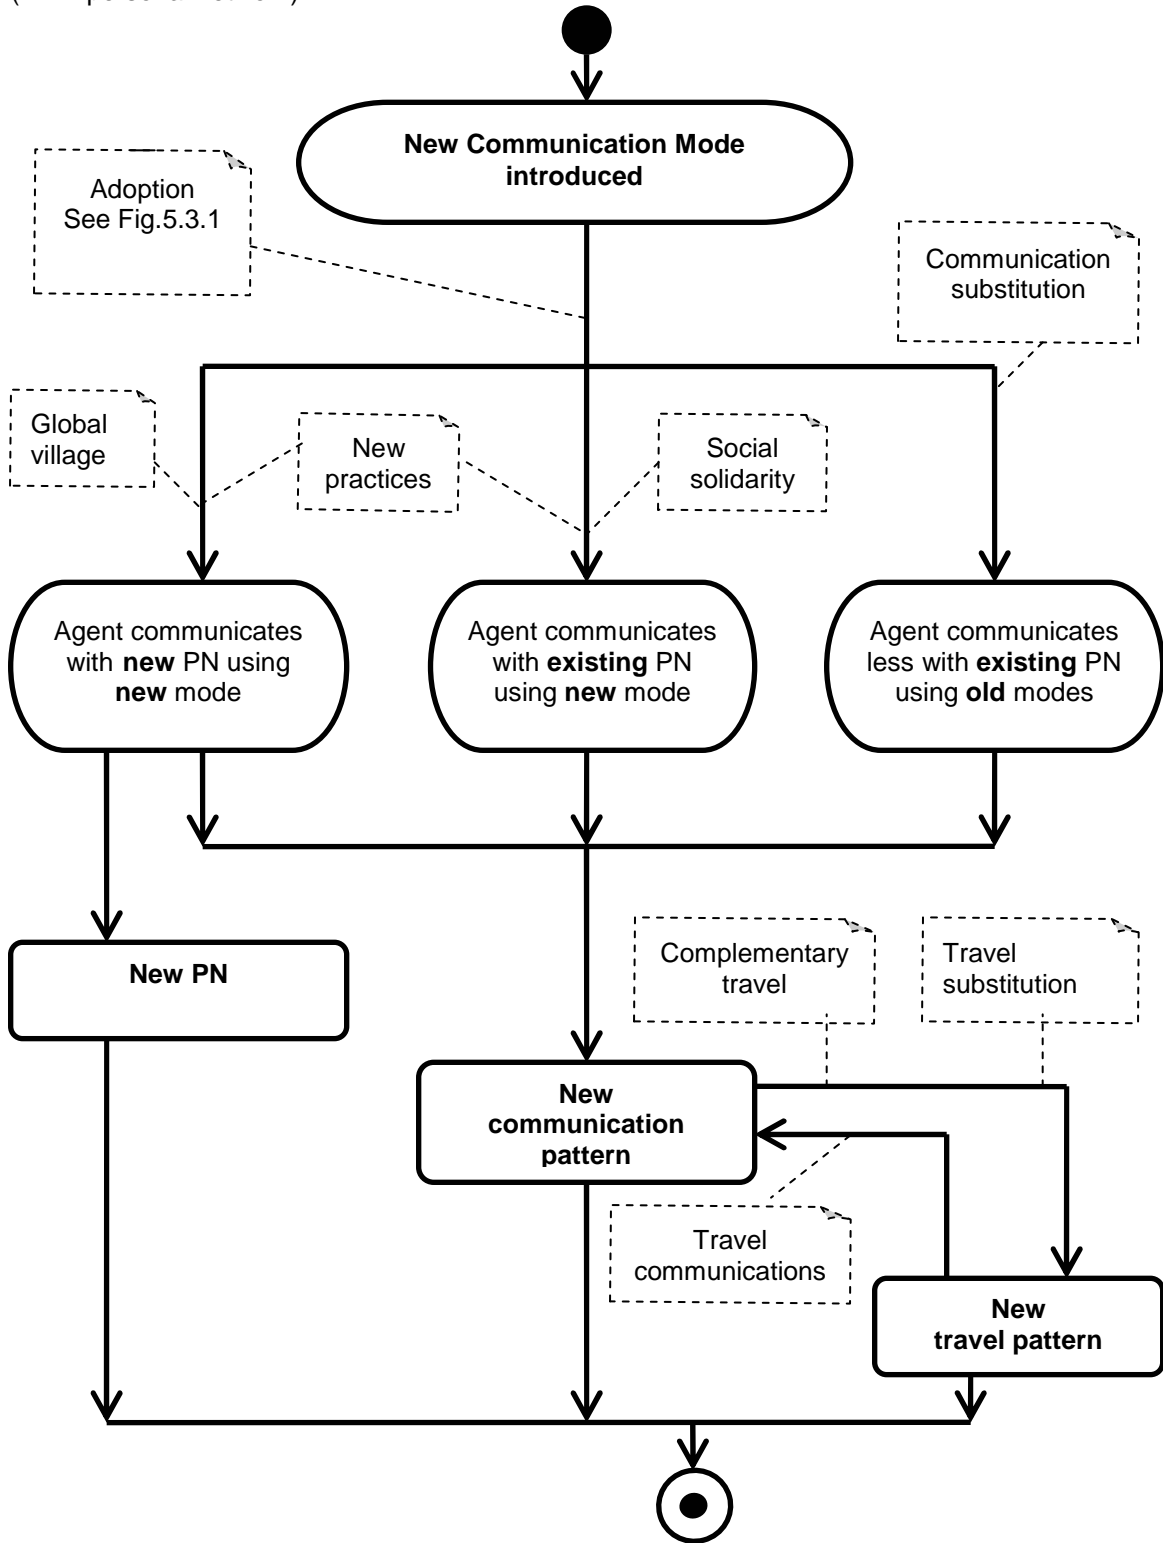 New Communication Mode
introduced
Adoption
See Fig.5.3.1
Communication
substitution
Global
village
New
practices
Social
solidarity
Agent communicates
with new PN using
new mode
Agent communicates
with existing PN
using new mode
Agent communicates
less with existing PN
using old modes
New PN
Complementary
travel
Travel
substitution
New
communication
pattern
Travel
communications
New
travel pattern